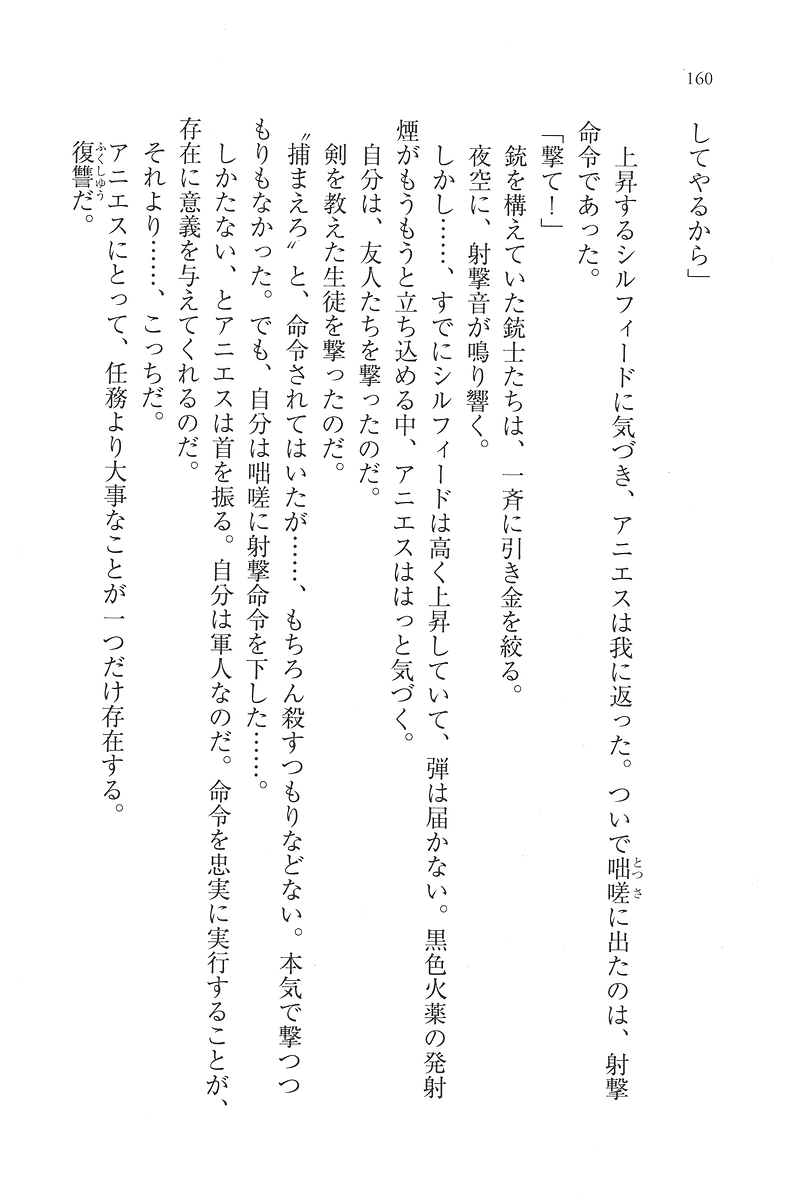 160
してやるから」
上昇するシルフィードに気づき、アニエスは我に返った。ついで咄嗟に出たのは、射撃
命令であった。
「撃て！」
銃を構えていた銃士たちは、一斉に引き金を絞る。
夜空に、射撃音が鳴り響く。
しかし……、すでにシルフィードは高く上昇していて、弾は届かない。黒色火薬の発射
煙がもうもうと立ち込める中、アニエスははっと気づく。
自分は、友人たちを撃ったのだ。
剣を教えた生徒を撃ったのだ。
〝捕まえろ〟と、命令されてはいたが……、もちろん殺すつもりなどない。本気で撃つつ
もりもなかった。でも、自分は咄嗟に射撃命令を下した……。
しかたない、とアニエスは首を振る。自分は軍人なのだ。命令を忠実に実行することが、
存在に意義を与えてくれるのだ。
それより……、こっちだ。
アニエスにとって、任務より大事なことが一つだけ存在する。
復讐だ。